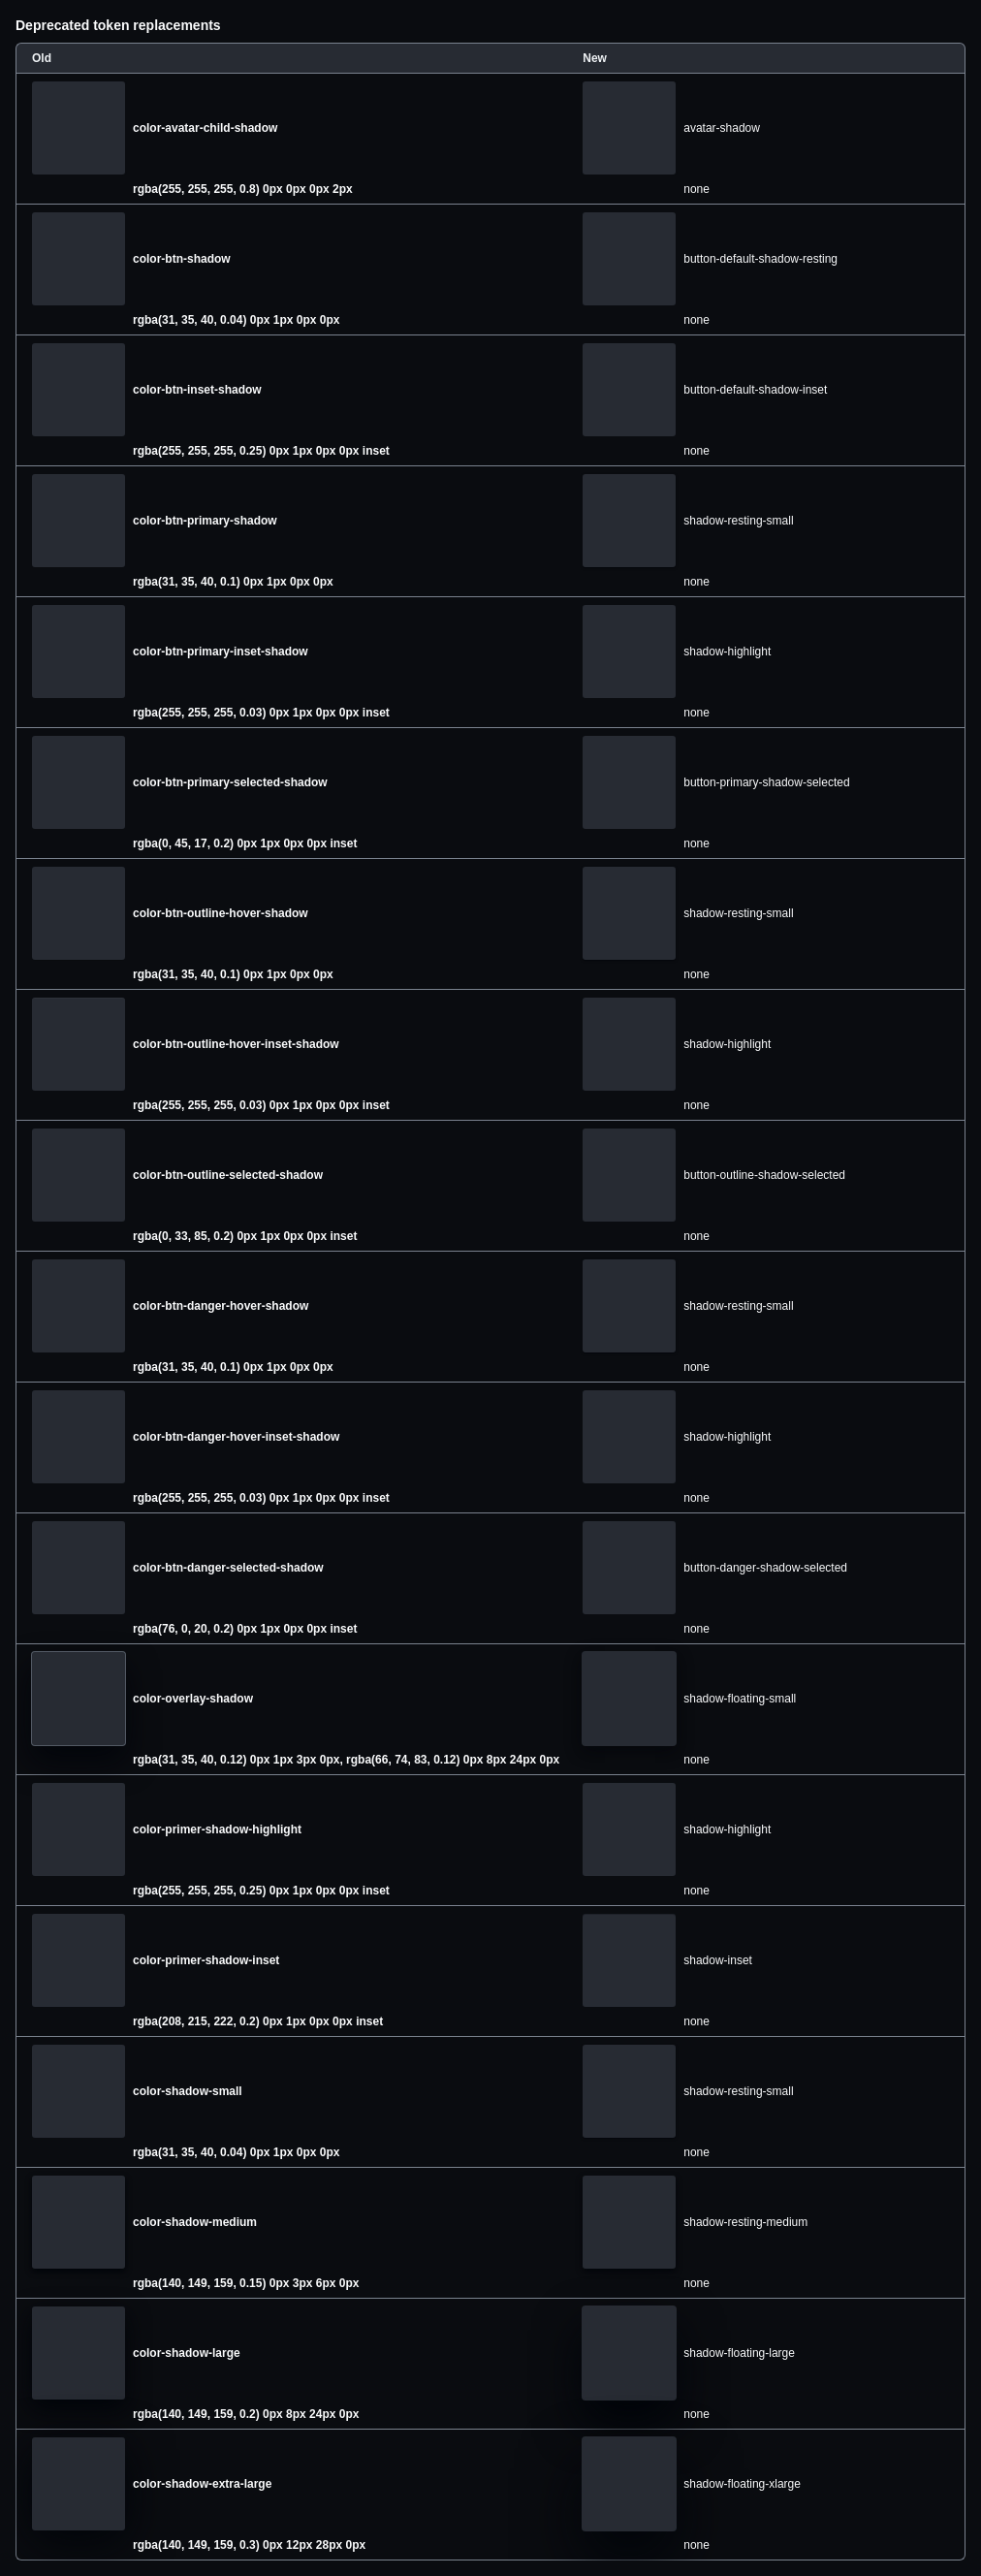 Deprecated token replacements
Old New
color-avatar-child-shadow avatar-shadow
rgba(255, 255, 255, 0.8) 0px 0px 0px 2px none
color-btn-shadow button-default-shadow-resting
rgba(31, 35, 40, 0.04) 0px 1px 0px 0px none
color-btn-inset-shadow button-default-shadow-inset
rgba(255, 255, 255, 0.25) 0px 1px 0px 0px inset none
color-btn-primary-shadow shadow-resting-small
rgba(31, 35, 40, 0.1) 0px 1px 0px 0px none
color-btn-primary-inset-shadow shadow-highlight
rgba(255, 255, 255, 0.03) 0px 1px 0px 0px inset none
color-btn-primary-selected-shadow button-primary-shadow-selected
rgba(0, 45, 17, 0.2) 0px 1px 0px 0px inset none
color-btn-outline-hover-shadow shadow-resting-small
rgba(31, 35, 40, 0.1) 0px 1px 0px 0px none
color-btn-outline-hover-inset-shadow shadow-highlight
rgba(255, 255, 255, 0.03) 0px 1px 0px 0px inset none
color-btn-outline-selected-shadow button-outline-shadow-selected
rgba(0, 33, 85, 0.2) 0px 1px 0px 0px inset none
color-btn-danger-hover-shadow shadow-resting-small
rgba(31, 35, 40, 0.1) 0px 1px 0px 0px none
color-btn-danger-hover-inset-shadow shadow-highlight
rgba(255, 255, 255, 0.03) 0px 1px 0px 0px inset none
color-btn-danger-selected-shadow button-danger-shadow-selected
rgba(76, 0, 20, 0.2) 0px 1px 0px 0px inset none
color-overlay-shadow shadow-floating-small
rgba(31, 35, 40, 0.12) 0px 1px 3px 0px, rgba(66, 74, 83, 0.12) 0px 8px 24px 0px none
color-primer-shadow-highlight shadow-highlight
rgba(255, 255, 255, 0.25) 0px 1px 0px 0px inset none
color-primer-shadow-inset shadow-inset
rgba(208, 215, 222, 0.2) 0px 1px 0px 0px inset none
color-shadow-small shadow-resting-small
rgba(31, 35, 40, 0.04) 0px 1px 0px 0px none
color-shadow-medium shadow-resting-medium
rgba(140, 149, 159, 0.15) 0px 3px 6px 0px none
color-shadow-large shadow-floating-large
rgba(140, 149, 159, 0.2) 0px 8px 24px 0px none
color-shadow-extra-large shadow-floating-xlarge
rgba(140, 149, 159, 0.3) 0px 12px 28px 0px none